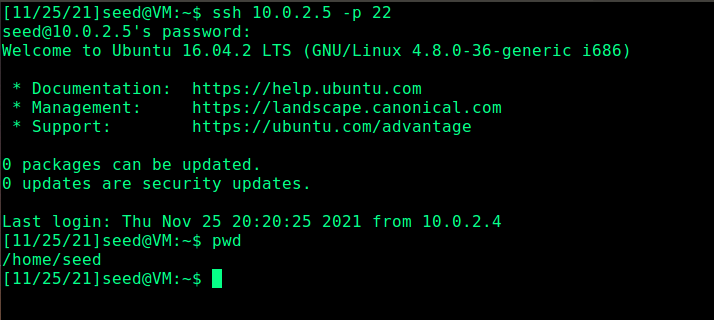 [11/25/21]seed@VM:~$ ssh 10.0.2.5 -p 22
seed@10.0.2.5's password:
Welcome to Ubuntu 16.04.2 LTS (GNU/Linux 4.8.0-36-generic i686)
* Documentation:  https://help.ubuntu.com
* Management:     https://landscape.canonical.com
* Support:        https://ubuntu.com/advantage
0 packages can be updated.
0 updates are security updates.
Last login: Thu Nov 25 20:20:25 2021 from 10.0.2.4
[11/25/21]seed@VM:~$ pwd
/home/seed
[11/25/21]seed@VM:~$